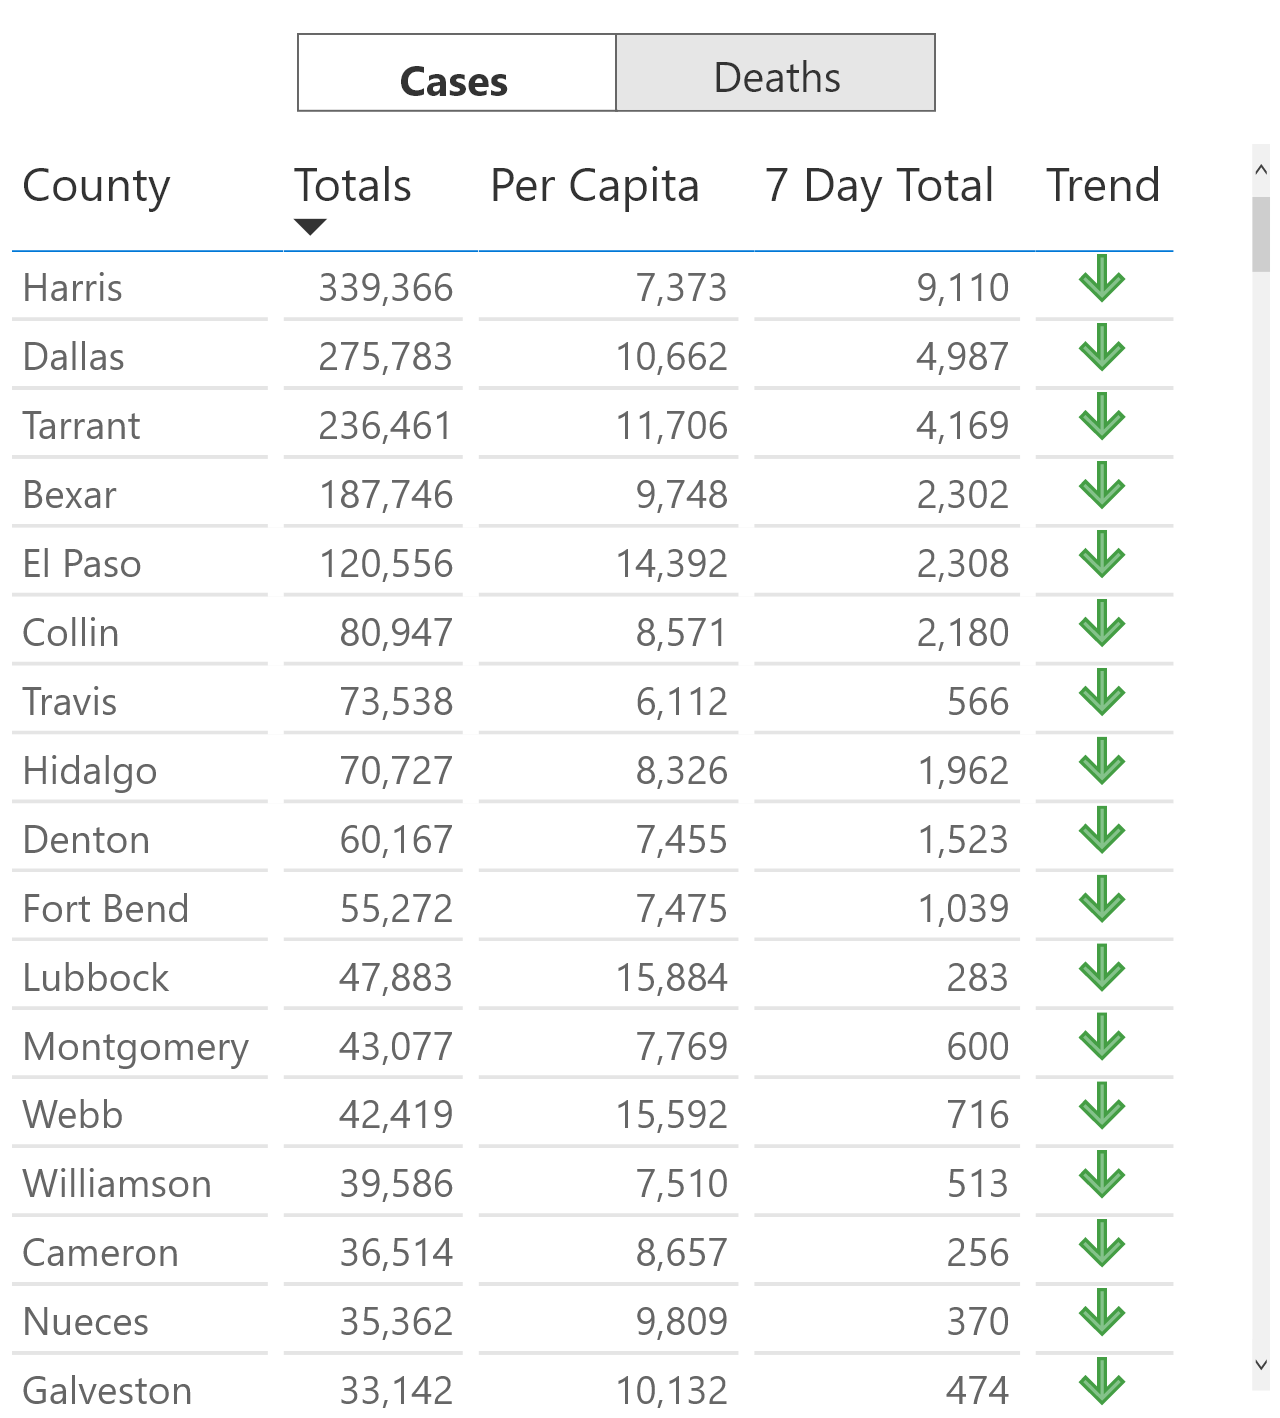 Cases Deaths
County Totals Per Capita 7 Day Total Trend
Harris 339,366 7,373 9,110
Dallas 275,783 10,662 4,987
Tarrant 236,461 11,706 4,169
Bexar 187,746 9,748 2,302
El Paso 120,556 14,392 2,308
Collin 80,947 8,571 2,180
Travis 73,538 6,112 566
Hidalgo 70,727 8,326 1,962
Denton 60,167 7,455 1,523
Fort Bend 55,272 7,475 1,039
Lubbock 47,883 15,884 283
Montgomery 43,077 7,769 600
Webb 42,419 15,592 716
Williamson 39,586 7,510 513
Cameron 36,514 8,657 256
Nueces 35,362 9,809 370
Galveston 33,142 10,132 474